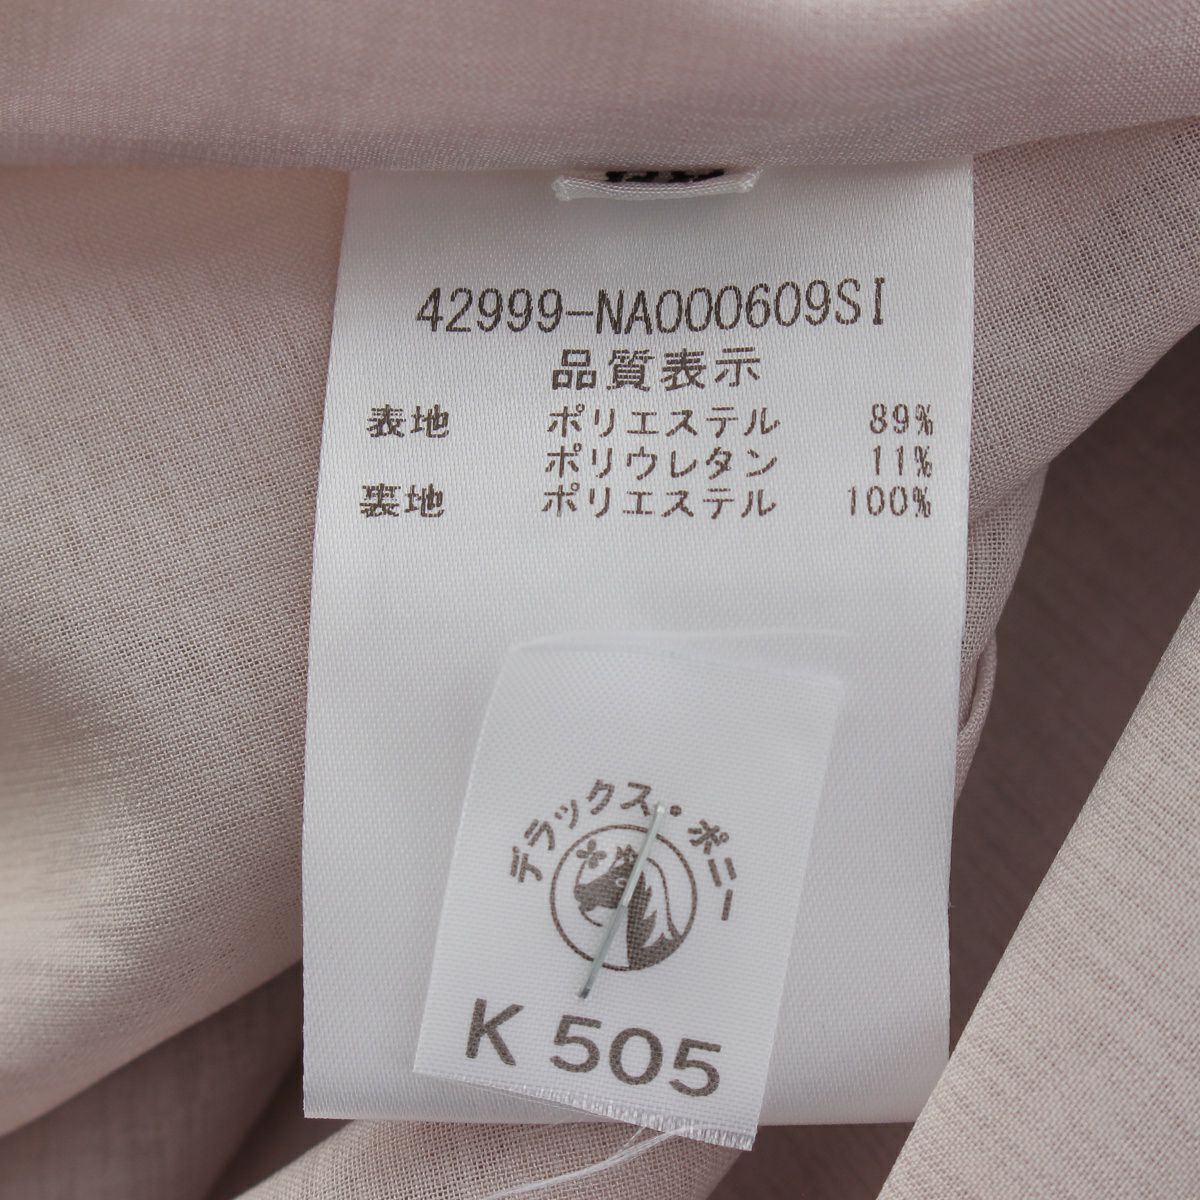 42999-NA000609SI
品質表示
表地 ポリエステル 89%
ポリウレタン 11%
裏地 ポリエステル 100%
デラックス・ポニー
K 505